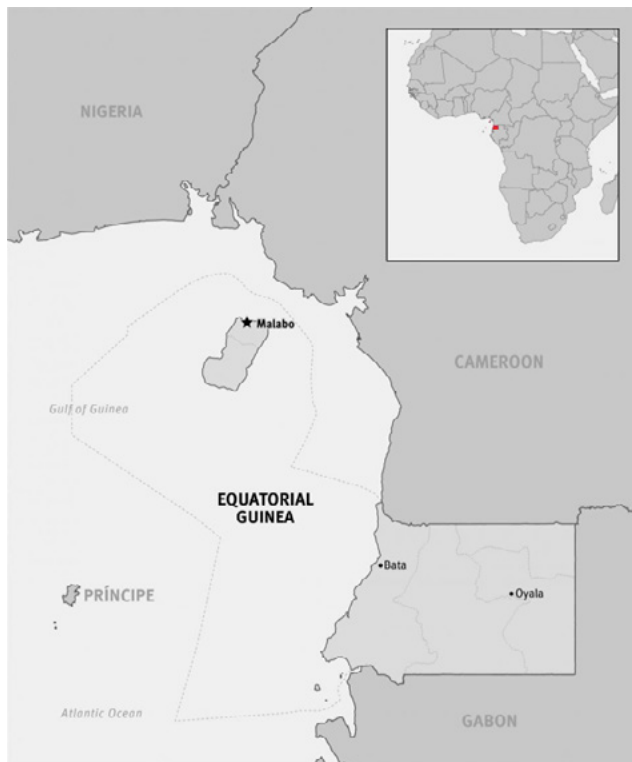 NIGERIA
Malabo
CAMEROON
Gulf of Guinea
EQUATORIAL
GUINEA
Bata
Oyala
PRÍNCIPE
Atlantic Ocean
GABON